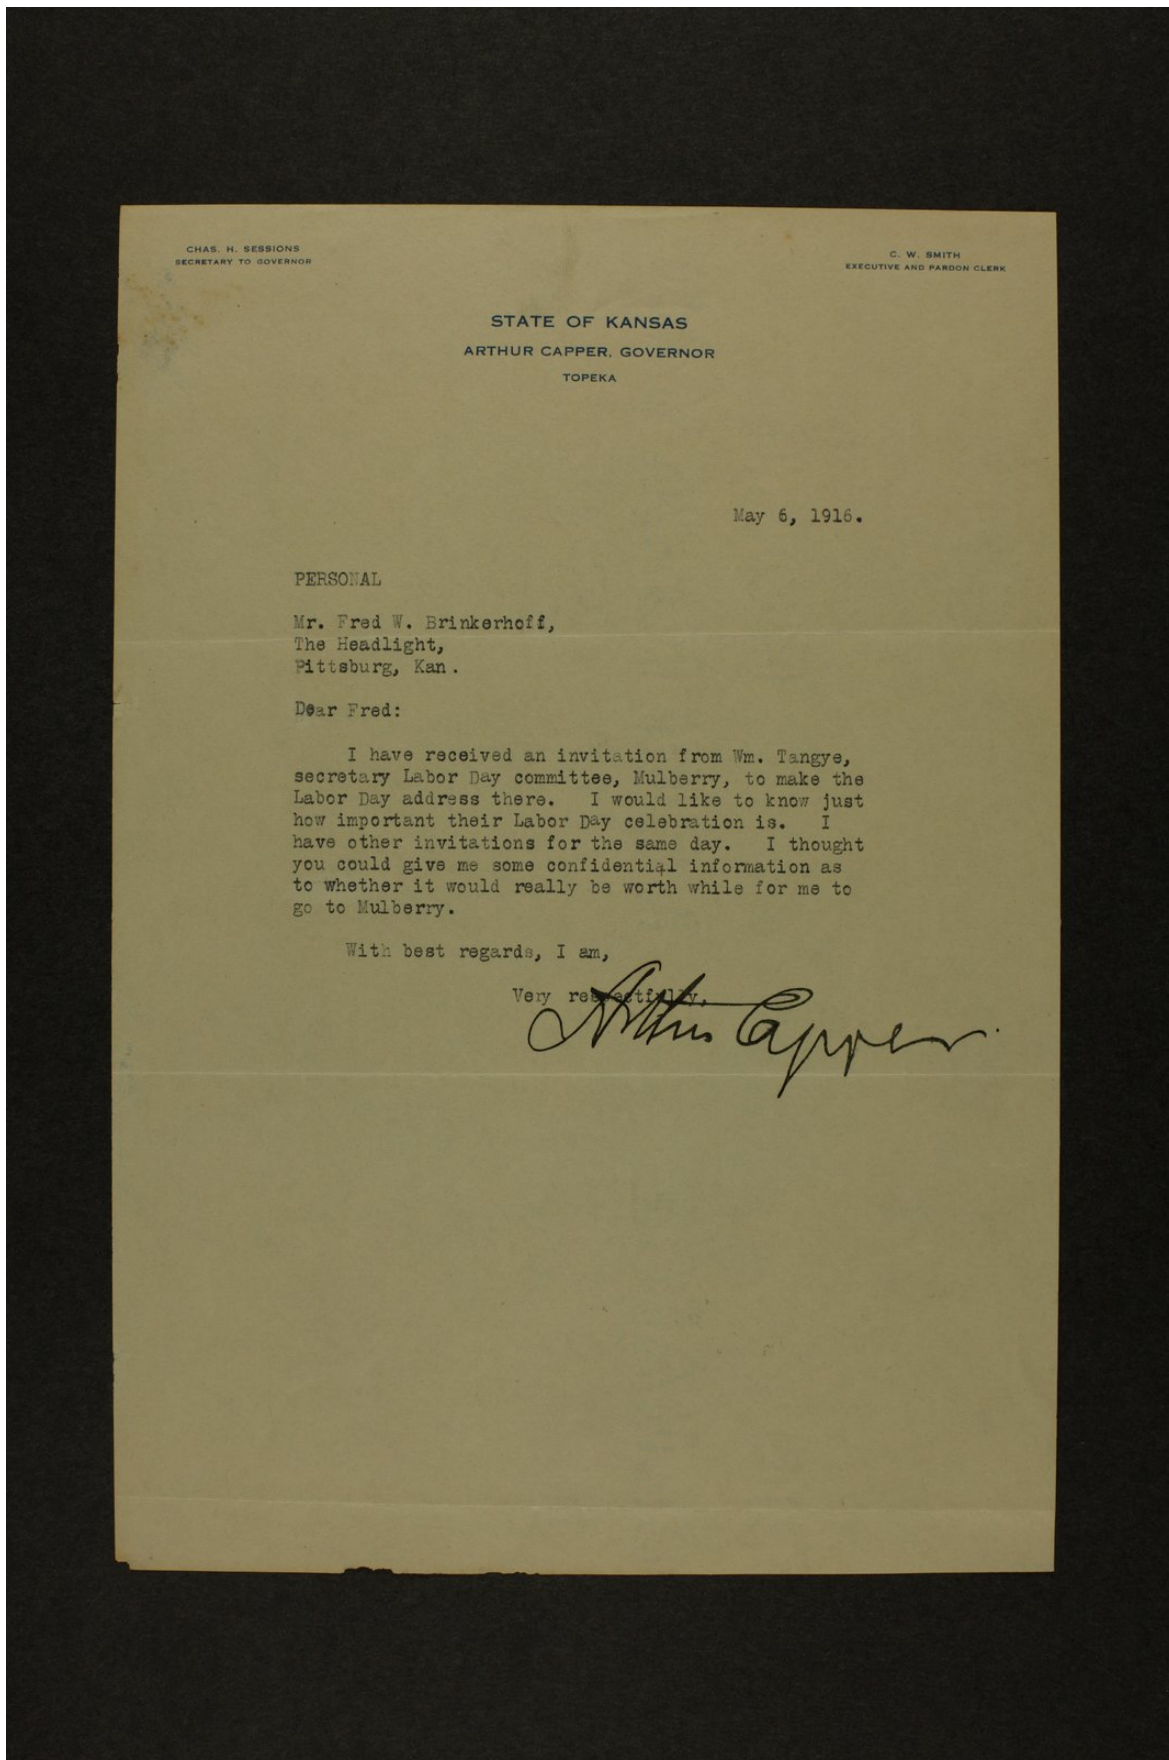 CHAS. H. SESSIONS
SECRETARY TO GOVERNOR
C. W. SMITH
EXECUTIVE AND PARDON CLERK
STATE OF KANSAS
ARTHUR CAPPER, GOVERNOR
TOPEKA
May 6, 1916.
PERSONAL
Mr. Fred W. Brinkerhoff,
The Headlight,
Pittsburg, Kan.
Dear Fred:
I have received an invitation from Wm. Tangye,
secretary Labor Day committee, Mulberry, to make the
Labor Day address there. I would like to know just
how important their Labor Day celebration is. I
have other invitations for the same day. I thought
you could give me some confidential information as
to whether it would really be worth while for me to
go to Mulberry.
With best regards, I am,
Very respectfully,
Arthur Capper.